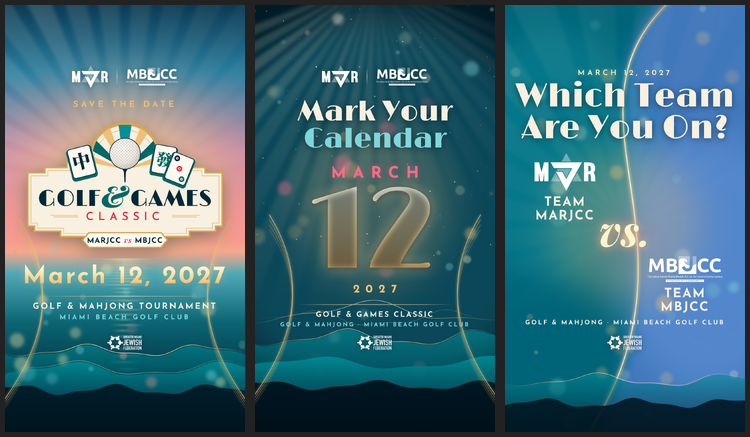 MJR
MBJCC
SAVE THE DATE
中
發
GOLF & GAMES
CLASSIC
MARJCC vs MBJCC
March 12, 2027
GOLF & MAHJONG TOURNAMENT
MIAMI BEACH GOLF CLUB
JEWISH
FEDERATION
MJR
MBJCC
Mark Your
Calendar
MARCH
12
2027
GOLF & GAMES CLASSIC
GOLF & MAHJONG · MIAMI BEACH GOLF CLUB
JEWISH
FEDERATION
MARCH 12, 2027
Which Team
Are You On?
MJR
TEAM
MARJCC
vs.
MBJCC
TEAM
MBJCC
GOLF & MAHJONG · MIAMI BEACH GOLF CLUB
JEWISH
FEDERATION